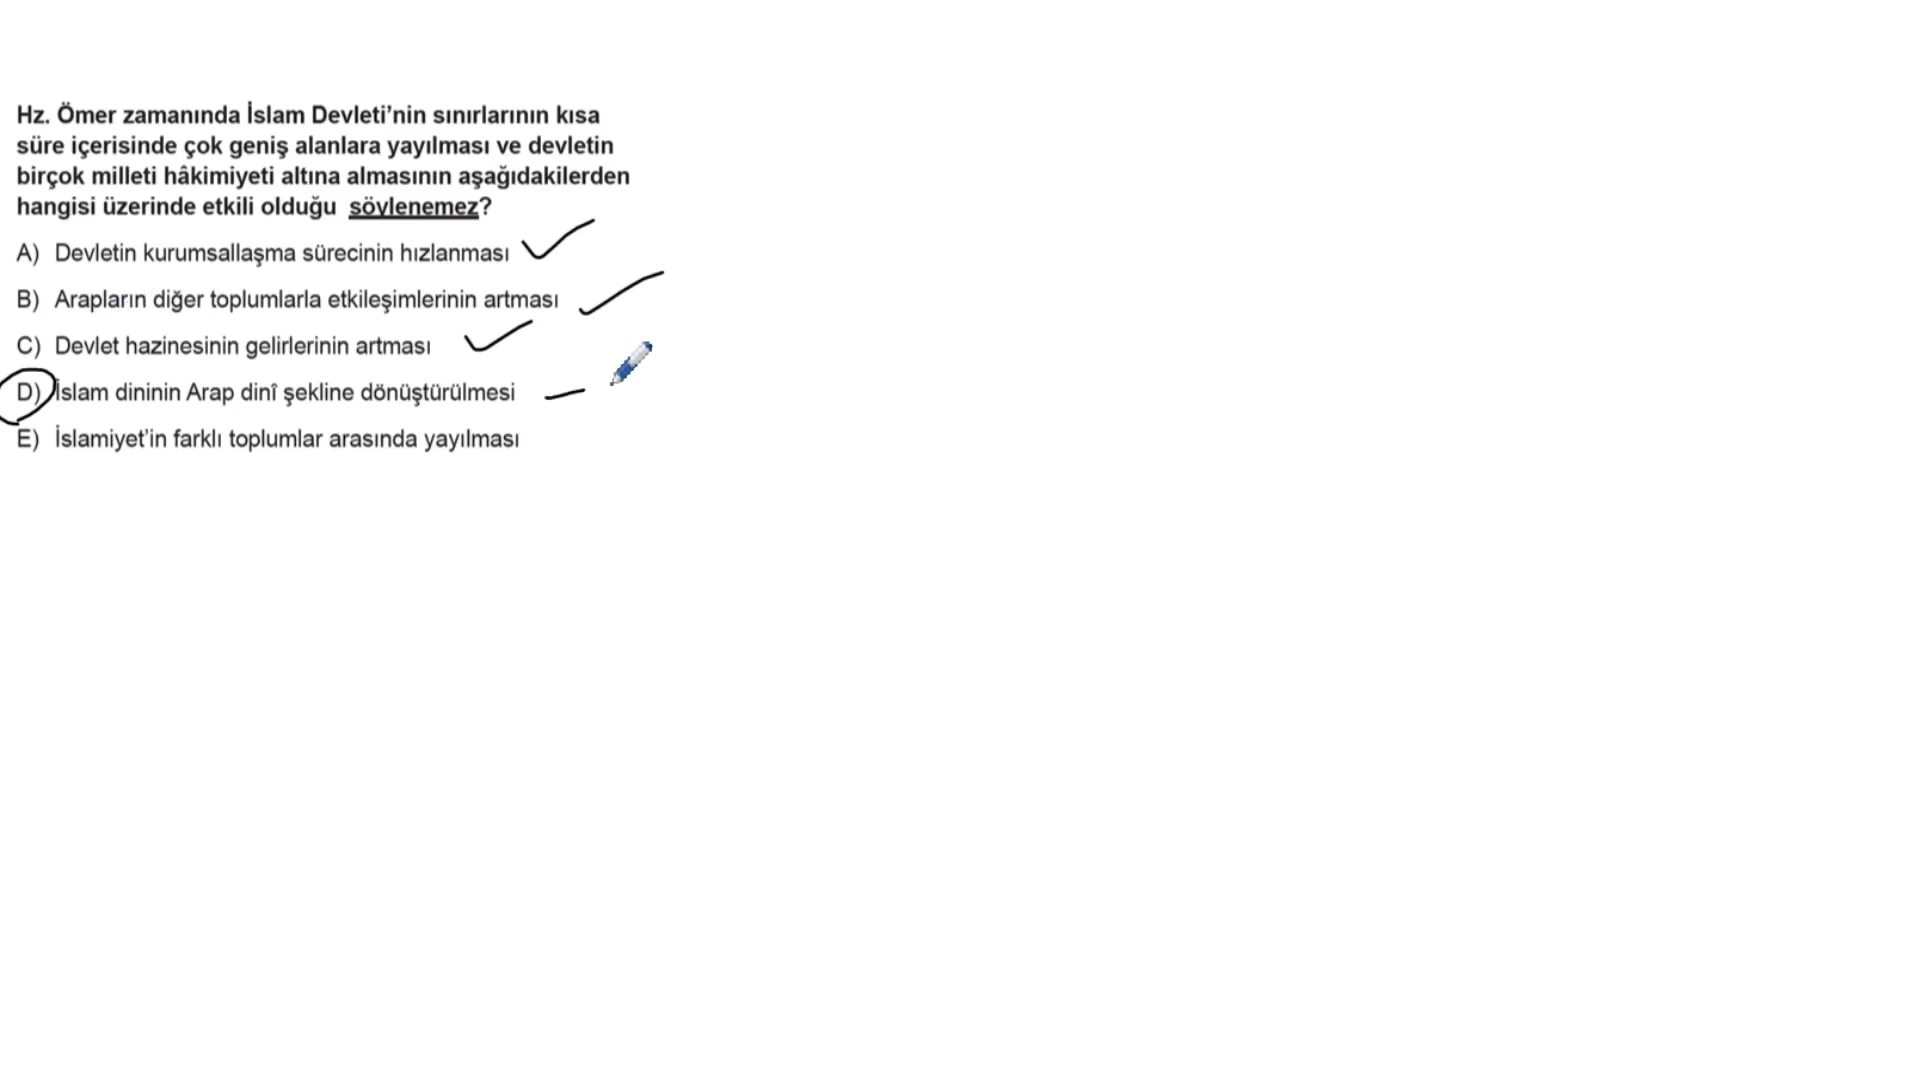 Hz. Ömer zamanında İslam Devleti’nin sınırlarının kısa
süre içerisinde çok geniş alanlara yayılması ve devletin
birçok milleti hâkimiyeti altına almasının aşağıdakilerden
hangisi üzerinde etkili olduğu söylenemez?
A) Devletin kurumsallaşma sürecinin hızlanması
B) Arapların diğer toplumlarla etkileşimlerinin artması
C) Devlet hazinesinin gelirlerinin artması
D) İslam dininin Arap dinî şekline dönüştürülmesi
E) İslamiyet’in farklı toplumlar arasında yayılması